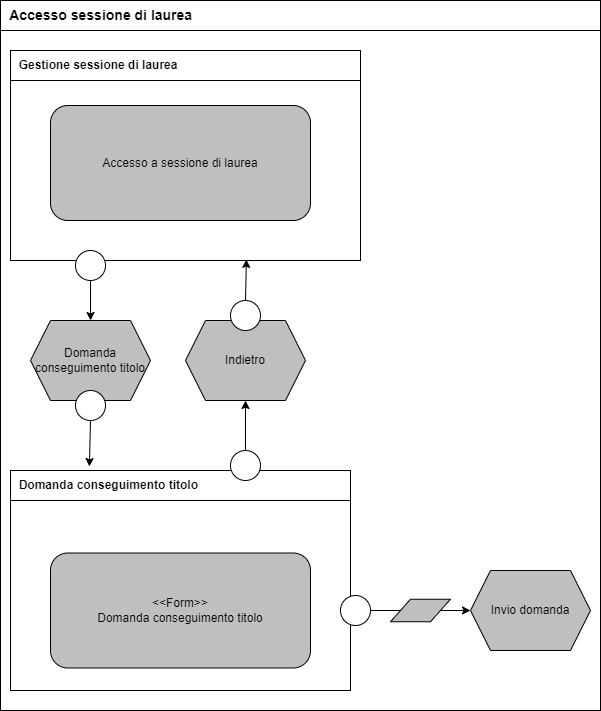 Accesso sessione di laurea
Gestione sessione di laurea
Accesso a sessione di laurea
Domanda
conseguimento titolo
Indietro
Domanda conseguimento titolo
<<Form>>
Domanda conseguimento titolo
Invio domanda